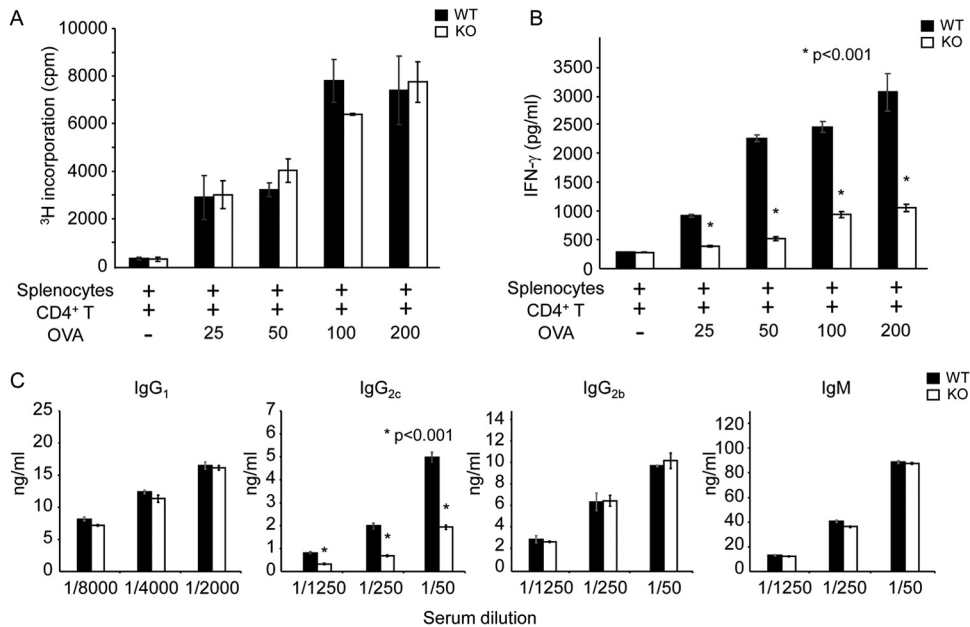 A
WT
KO
³H incorporation (cpm)
10000
8000
6000
4000
2000
0
Splenocytes + + + + +
CD4⁺ T + + + + +
OVA - 25 50 100 200
B
WT
KO
* p<0.001
IFN-γ (pg/ml)
3500
3000
2500
2000
1500
1000
500
0
* * * *
Splenocytes + + + + +
CD4⁺ T + + + + +
OVA - 25 50 100 200
C
WT
KO
IgG₁
ng/ml
25
20
15
10
5
0
1/8000 1/4000 1/2000
IgG₂c
* p<0.001
ng/ml
7
6
5
4
3
2
1
0
* * *
1/1250 1/250 1/50
IgG₂b
ng/ml
14
12
10
8
6
4
2
0
1/1250 1/250 1/50
IgM
ng/ml
120
100
80
60
40
20
0
1/1250 1/250 1/50
Serum dilution